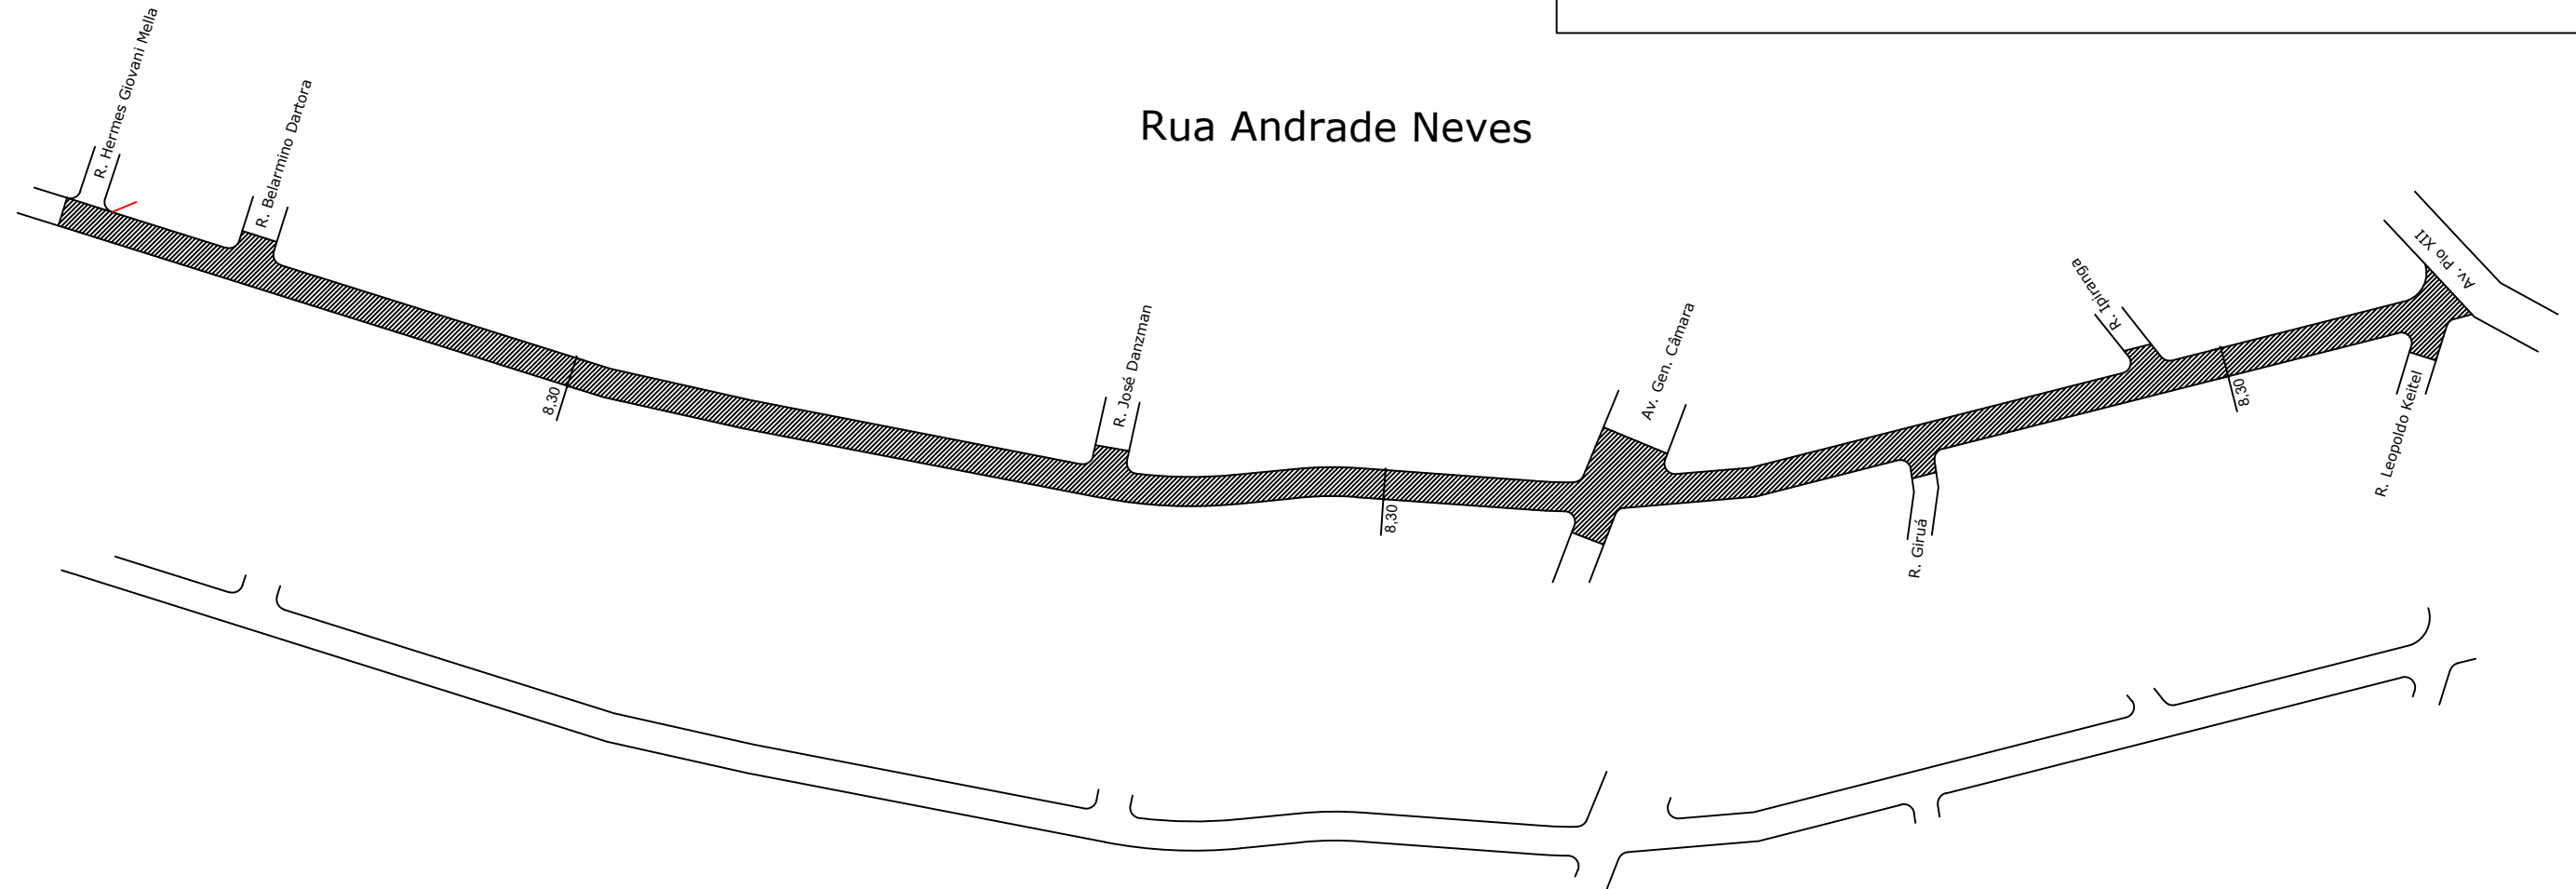 Rua Andrade Neves
R. Hermes Giovani Mella
R. Belarmino Dartora
8,30
R. José Danzman
8,30
Av. Gen. Câmara
R. Giruá
R. Ipiranga
8,30
Av. Pio XII
R. Leopoldo Keitel